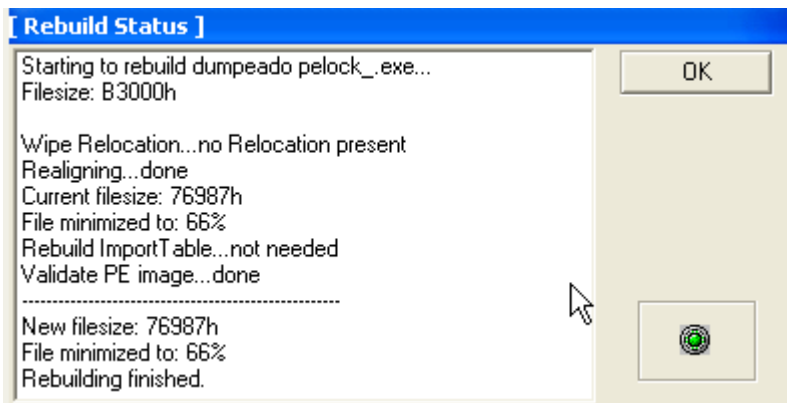 [ Rebuild Status ]
Starting to rebuild dumpeado pelock_.exe...
OK
Filesize: B3000h
Wipe Relocation...no Relocation present
Realigning...done
Current filesize: 76987h
File minimized to: 66%
Rebuild ImportTable...not needed
Validate PE image...done
--------------------------------------------------
New filesize: 76987h
File minimized to: 66%
Rebuilding finished.